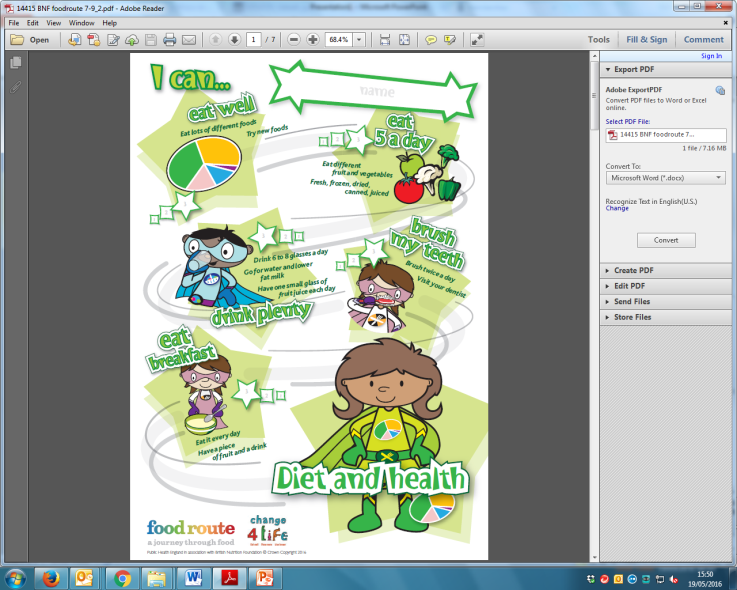 14415 BNF foodroute 7-9_2.pdf - Adobe Reader
File Edit View Window Help
Open
1 / 7
68.4%
Tools
Fill & Sign
Comment
Sign In
Export PDF
Adobe ExportPDF
Convert PDF files to Word or Excel
online.
Select PDF File:
14415 BNF foodroute 7...
1 file / 7.16 MB
Convert To:
Microsoft Word (*.docx)
Recognize Text in English(U.S.)
Change
Convert
Create PDF
Edit PDF
Send Files
Store Files
I can...
name
eat well
Eat lots of different foods
Try new foods
eat
5 a day
Eat different
fruit and vegetables
Fresh, frozen, dried,
canned, juiced
Drink 6 to 8 glasses a day
Go for water and lower
fat milk
Have one small glass of
fruit juice each day
drink plenty
brush
my teeth
Brush twice a day
Visit your dentist
eat
breakfast
Eat it every day
Have a piece
of fruit and a drink
Diet and health
food route
a journey through food
change
4 LiFE
Public Health England in association with British Nutrition Foundation © Crown Copyright 2014
15:50
19/05/2016